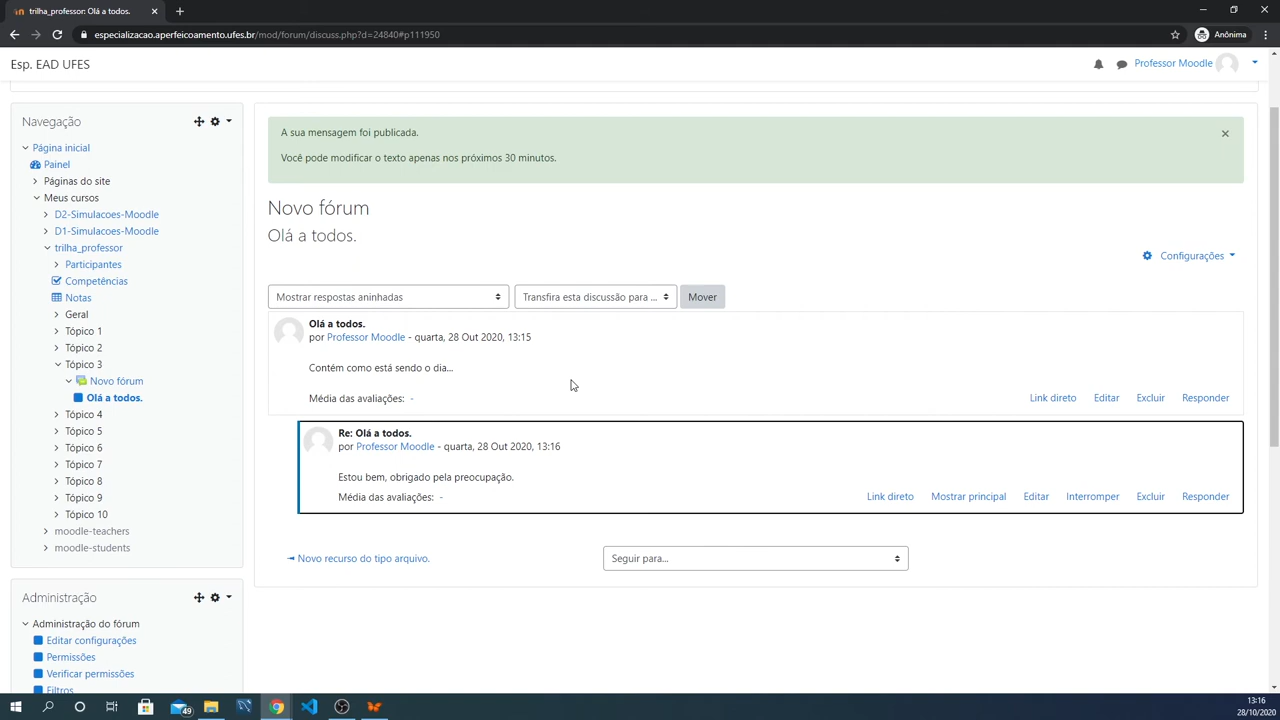 trilha_professor: Olá a todos.
especializacao.aperfeicoamento.ufes.br/mod/forum/discuss.php?d=24840#p111950
Anônima
Esp. EAD UFES
Professor Moodle
Navegação
Página inicial
Painel
Páginas do site
Meus cursos
D2-Simulacoes-Moodle
D1-Simulacoes-Moodle
trilha_professor
Participantes
Competências
Notas
Geral
Tópico 1
Tópico 2
Tópico 3
Novo fórum
Olá a todos.
Tópico 4
Tópico 5
Tópico 6
Tópico 7
Tópico 8
Tópico 9
Tópico 10
moodle-teachers
moodle-students
Administração
Administração do fórum
Editar configurações
Permissões
Verificar permissões
Filtros
A sua mensagem foi publicada.
Você pode modificar o texto apenas nos próximos 30 minutos.
Novo fórum
Olá a todos.
Configurações
Mostrar respostas aninhadas Transfira esta discussão para ... Mover
Olá a todos.
por Professor Moodle - quarta, 28 Out 2020, 13:15
Contém como está sendo o dia...
Média das avaliações: -
Link direto Editar Excluir Responder
Re: Olá a todos.
por Professor Moodle - quarta, 28 Out 2020, 13:16
Estou bem, obrigado pela preocupação.
Média das avaliações: -
Link direto Mostrar principal Editar Interromper Excluir Responder
◄ Novo recurso do tipo arquivo. Seguir para...
49
13:16
28/10/2020